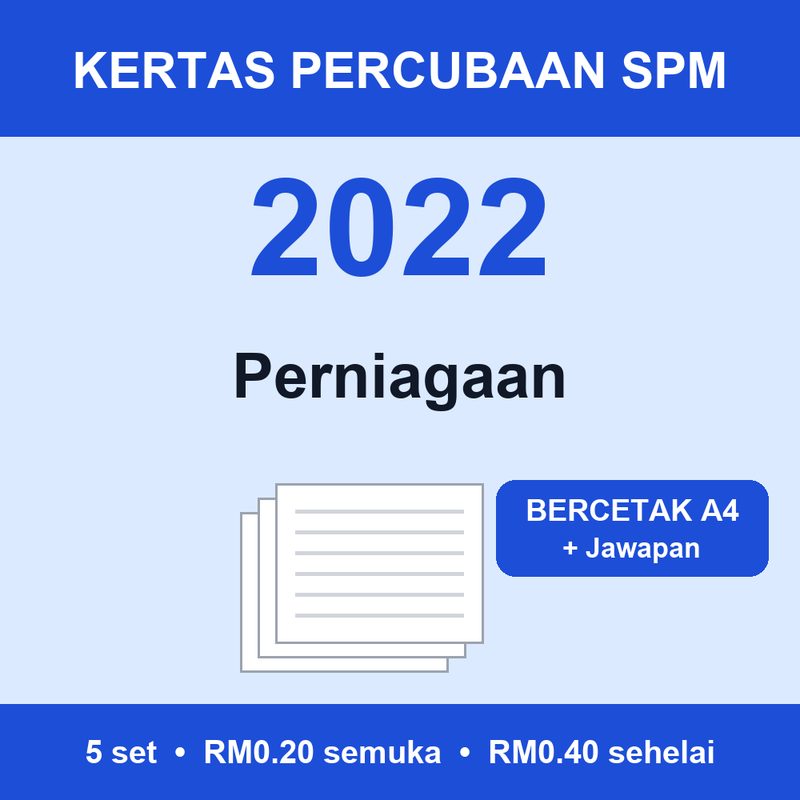 KERTAS PERCUBAAN SPM
2022
Perniagaan
BERCETAK A4
+ Jawapan
5 set • RM0.20 semuka • RM0.40 sehelai